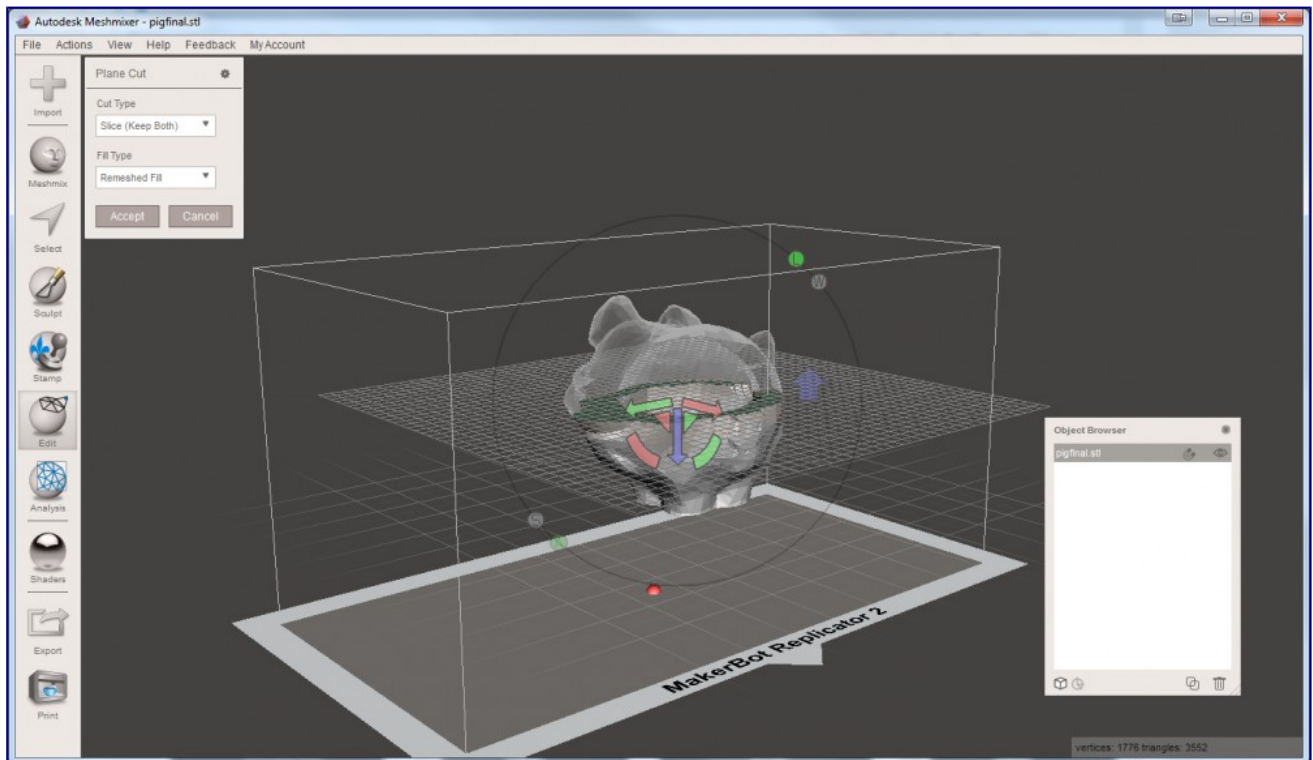 Autodesk Meshmixer - pigfinal.stl
File Actions View Help Feedback My Account
Import
Meshmix
Select
Sculpt
Stamp
Edit
Analysis
Shaders
Export
Print
Plane Cut
Cut Type
Slice (Keep Both)
Fill Type
Remeshed Fill
Accept Cancel
L
W
S
MakerBot Replicator 2
Object Browser
pigfinal.stl
vertices: 1776 triangles: 3552